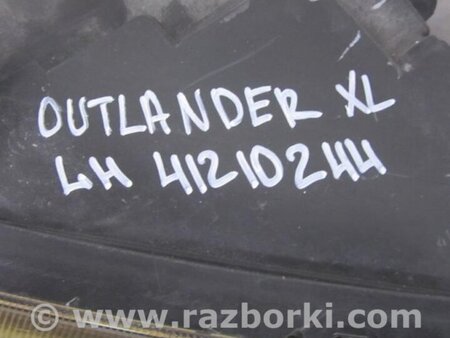 OUTLANDER XL
LH 41210244
© www.razborki.com